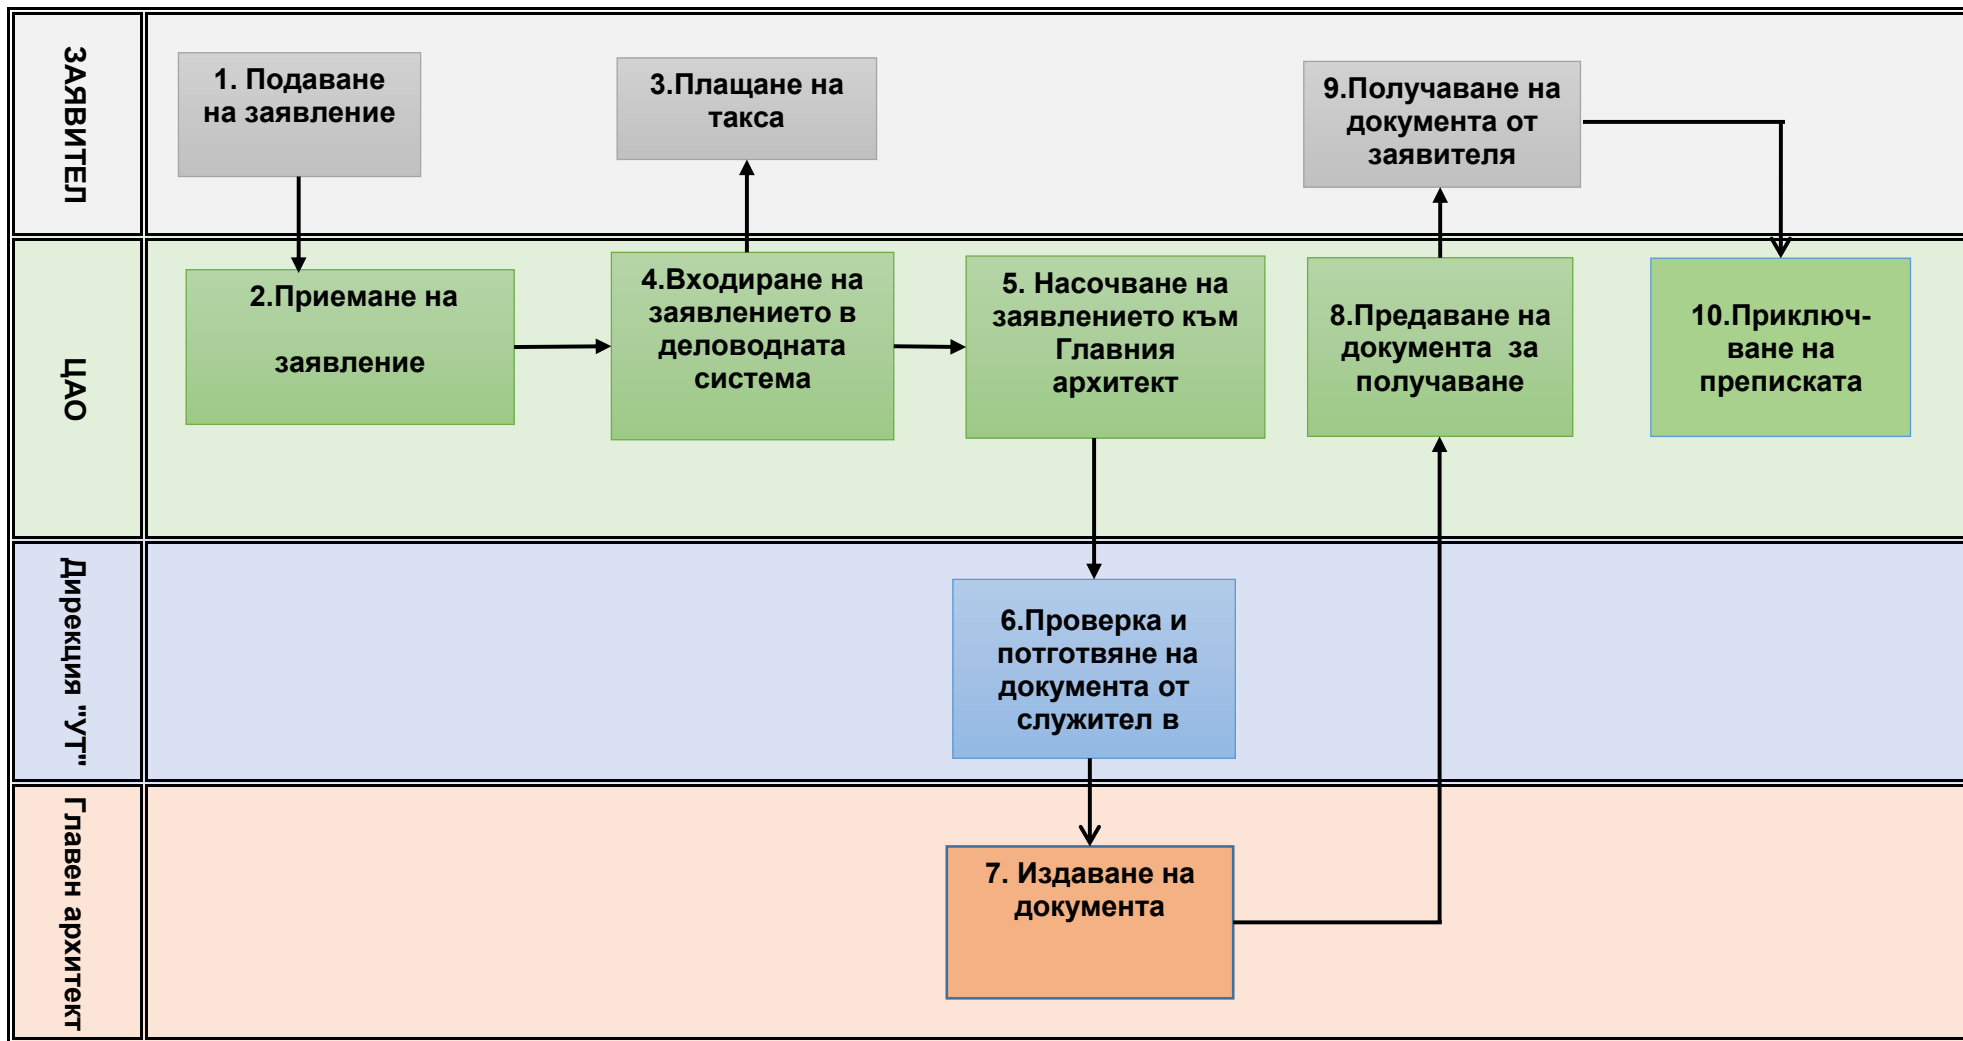 ЗАЯВИТЕЛ
1. Подаване
на заявление
3.Плащане на
такса
9.Получаване на
документа от
заявителя
ЦАО
2.Приемане на
заявление
4.Входиране на
заявлението в
деловодната
система
5. Насочване на
заявлението към
Главния
архитект
8.Предаване на
документа за
получаване
10.Приключ-
ване на
преписката
Дирекция "УТ"
6.Проверка и
потготвяне на
документа от
служител в
Главен архитект
7. Издаване на
документа